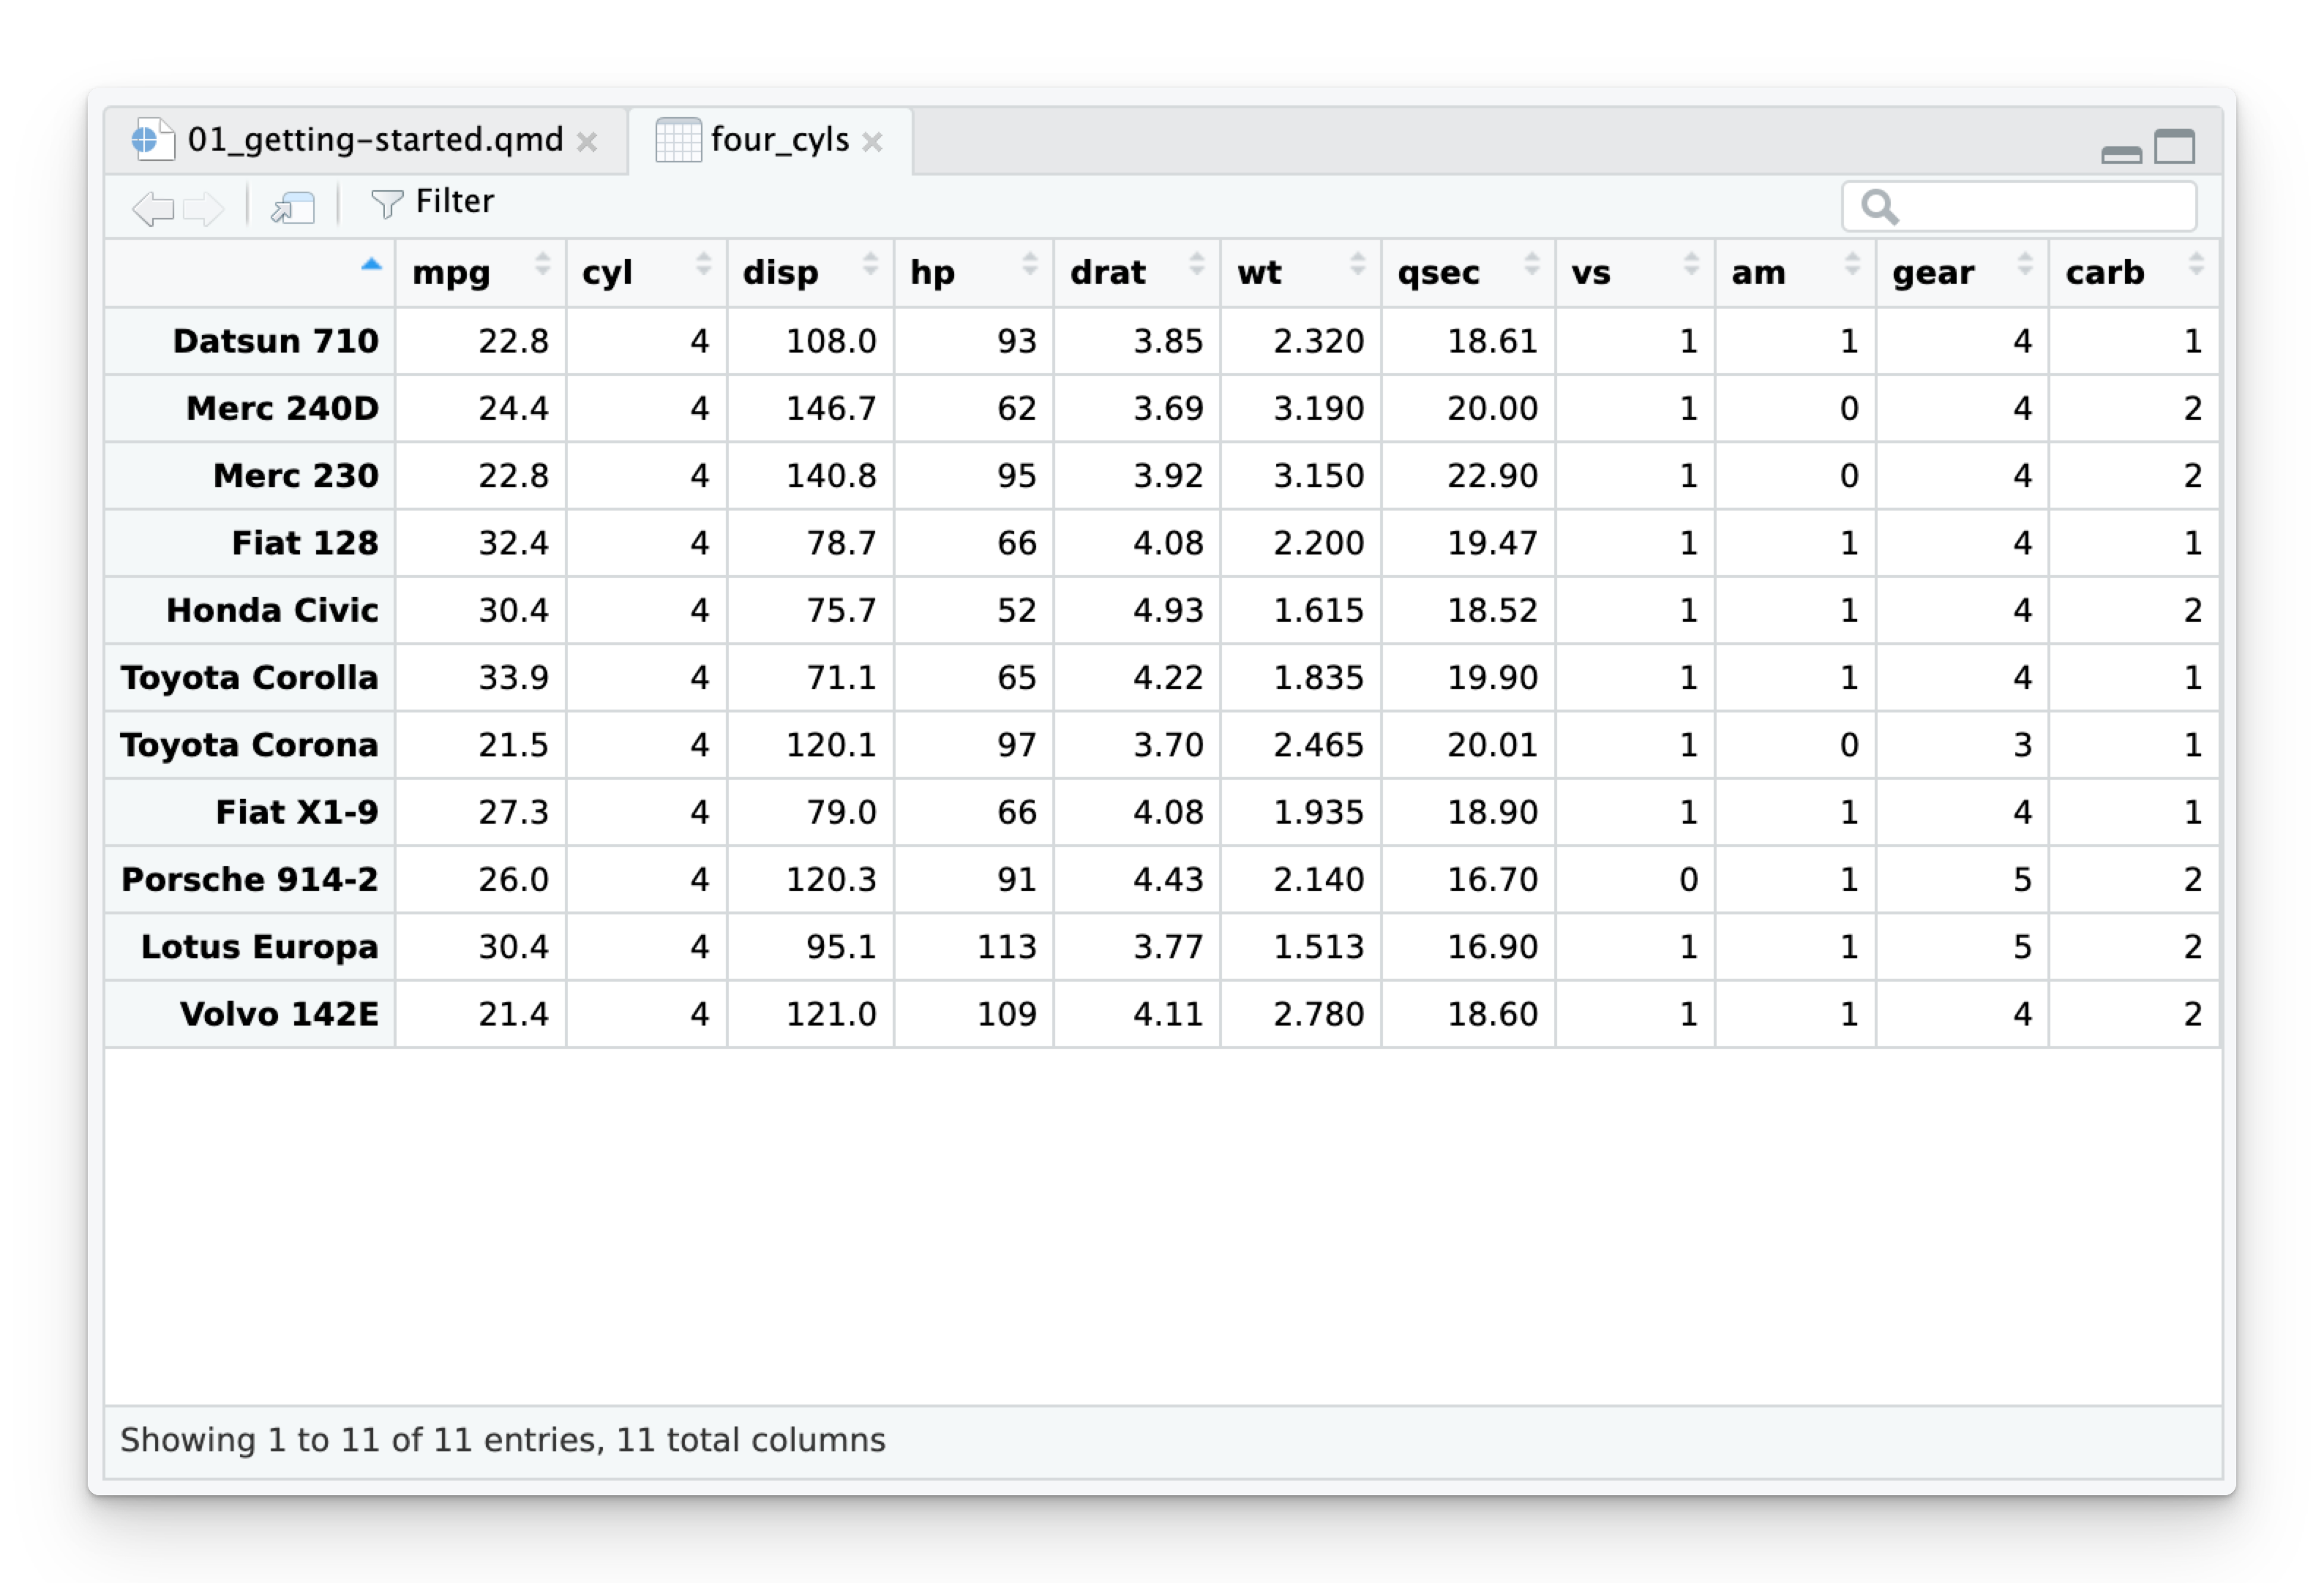 01_getting-started.qmd four_cyls
Filter
mpg cyl disp hp drat wt qsec vs am gear carb
Datsun 710 22.8 4 108.0 93 3.85 2.320 18.61 1 1 4 1
Merc 240D 24.4 4 146.7 62 3.69 3.190 20.00 1 0 4 2
Merc 230 22.8 4 140.8 95 3.92 3.150 22.90 1 0 4 2
Fiat 128 32.4 4 78.7 66 4.08 2.200 19.47 1 1 4 1
Honda Civic 30.4 4 75.7 52 4.93 1.615 18.52 1 1 4 2
Toyota Corolla 33.9 4 71.1 65 4.22 1.835 19.90 1 1 4 1
Toyota Corona 21.5 4 120.1 97 3.70 2.465 20.01 1 0 3 1
Fiat X1-9 27.3 4 79.0 66 4.08 1.935 18.90 1 1 4 1
Porsche 914-2 26.0 4 120.3 91 4.43 2.140 16.70 0 1 5 2
Lotus Europa 30.4 4 95.1 113 3.77 1.513 16.90 1 1 5 2
Volvo 142E 21.4 4 121.0 109 4.11 2.780 18.60 1 1 4 2
Showing 1 to 11 of 11 entries, 11 total columns